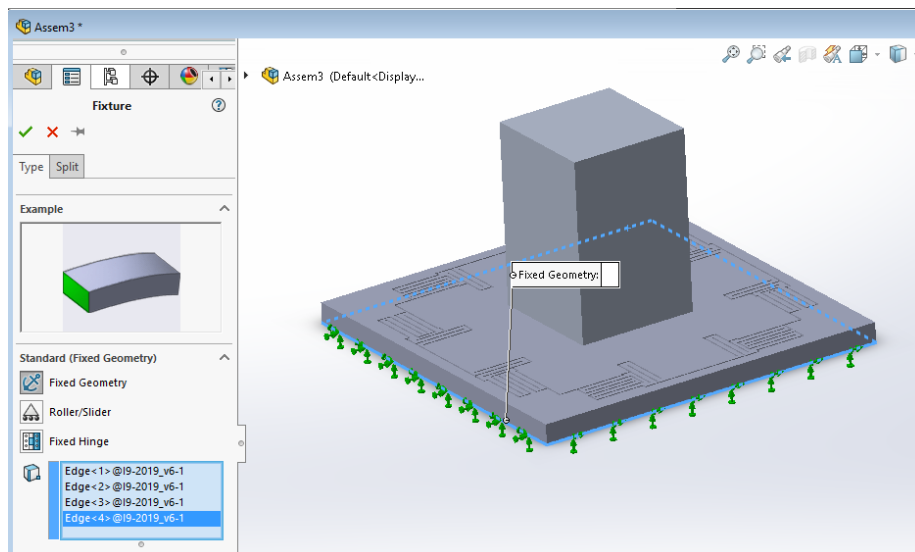 Assem3 *
Assem3 (Default<Display...
Fixture
Type Split
Example
Fixed Geometry:
Standard (Fixed Geometry)
Fixed Geometry
Roller/Slider
Fixed Hinge
Edge<1>@I9-2019_v6-1
Edge<2>@I9-2019_v6-1
Edge<3>@I9-2019_v6-1
Edge<4>@I9-2019_v6-1